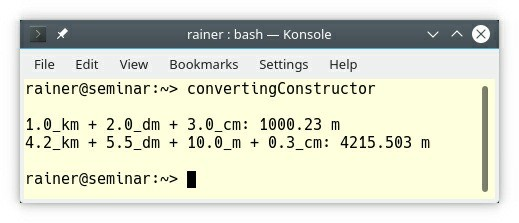 rainer : bash — Konsole
File Edit View Bookmarks Settings Help
rainer@seminar:~> convertingConstructor
1.0_km + 2.0_dm + 3.0_cm: 1000.23 m
4.2_km + 5.5_dm + 10.0_m + 0.3_cm: 4215.503 m
rainer@seminar:~>